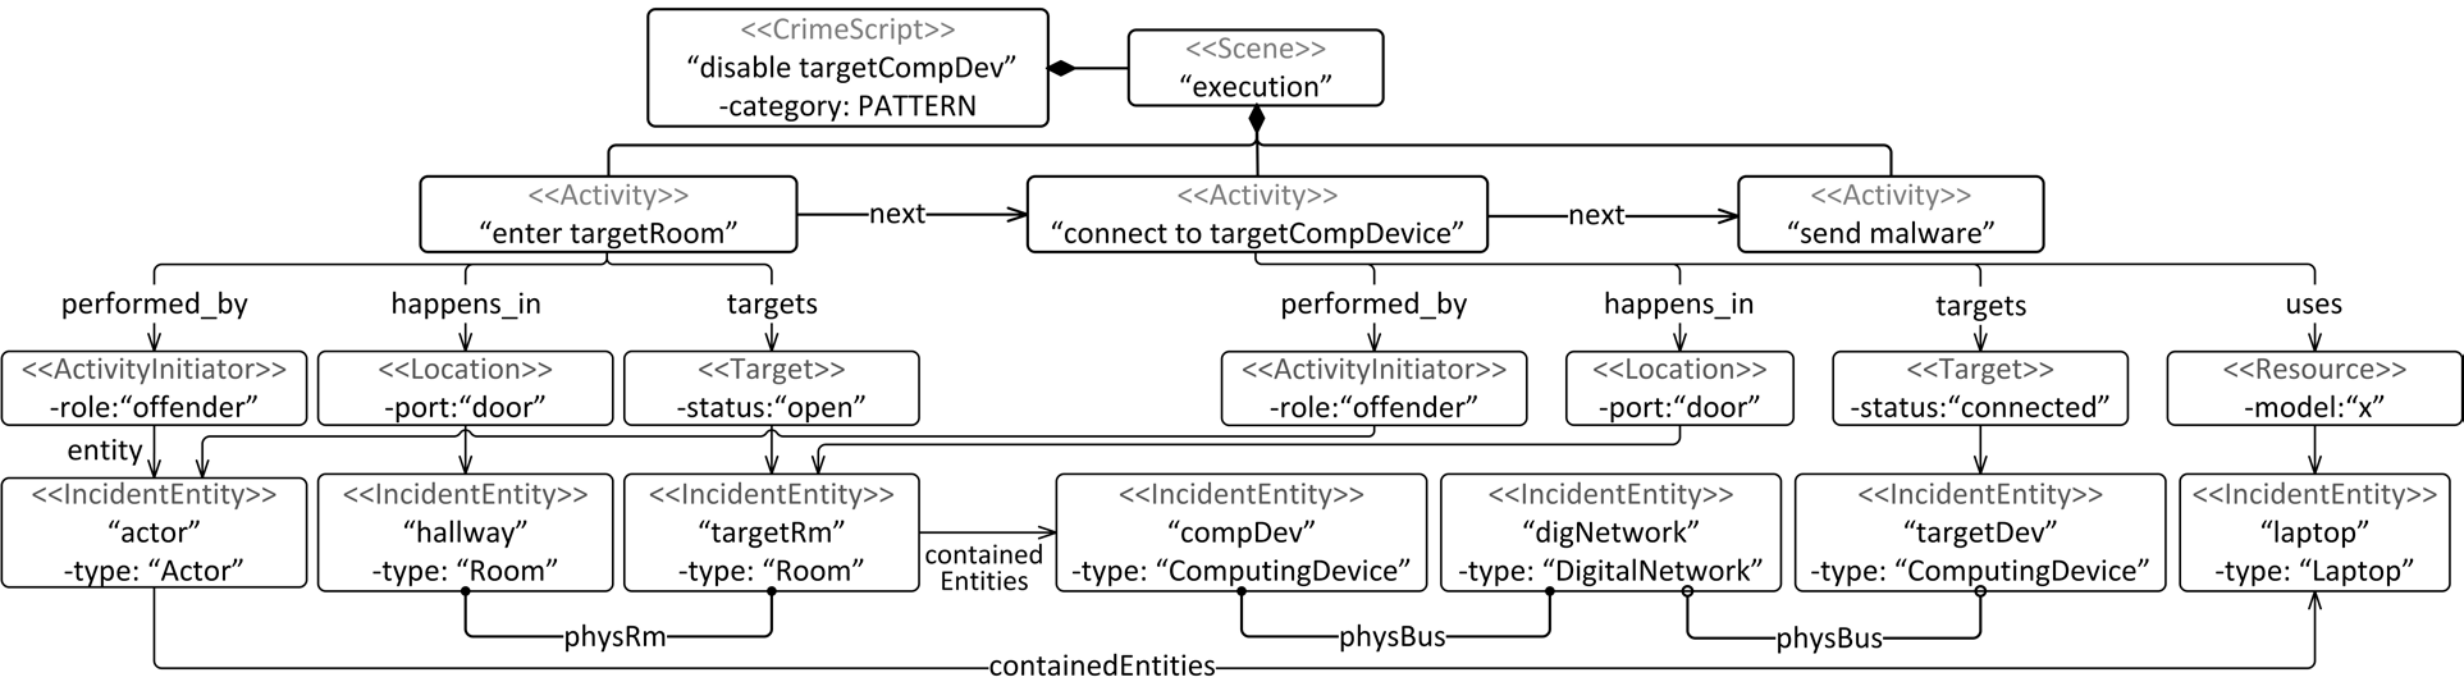 <<CrimeScript>>
“disable targetCompDev”
-category: PATTERN
<<Scene>>
“execution”
<<Activity>>
“enter targetRoom”
next
<<Activity>>
“connect to targetCompDevice”
next
<<Activity>>
“send malware”
performed_by
happens_in
targets
performed_by
happens_in
targets
uses
<<ActivityInitiator>>
-role:“offender”
<<Location>>
-port:“door”
<<Target>>
-status:“open”
<<ActivityInitiator>>
-role:“offender”
<<Location>>
-port:“door”
<<Target>>
-status:“connected”
<<Resource>>
-model:“x”
entity
<<IncidentEntity>>
“actor”
-type: “Actor”
<<IncidentEntity>>
“hallway”
-type: “Room”
<<IncidentEntity>>
“targetRm”
-type: “Room”
contained
Entities
<<IncidentEntity>>
“compDev”
-type: “ComputingDevice”
<<IncidentEntity>>
“digNetwork”
-type: “DigitalNetwork”
<<IncidentEntity>>
“targetDev”
-type: “ComputingDevice”
<<IncidentEntity>>
“laptop”
-type: “Laptop”
physRm
physBus
physBus
containedEntities